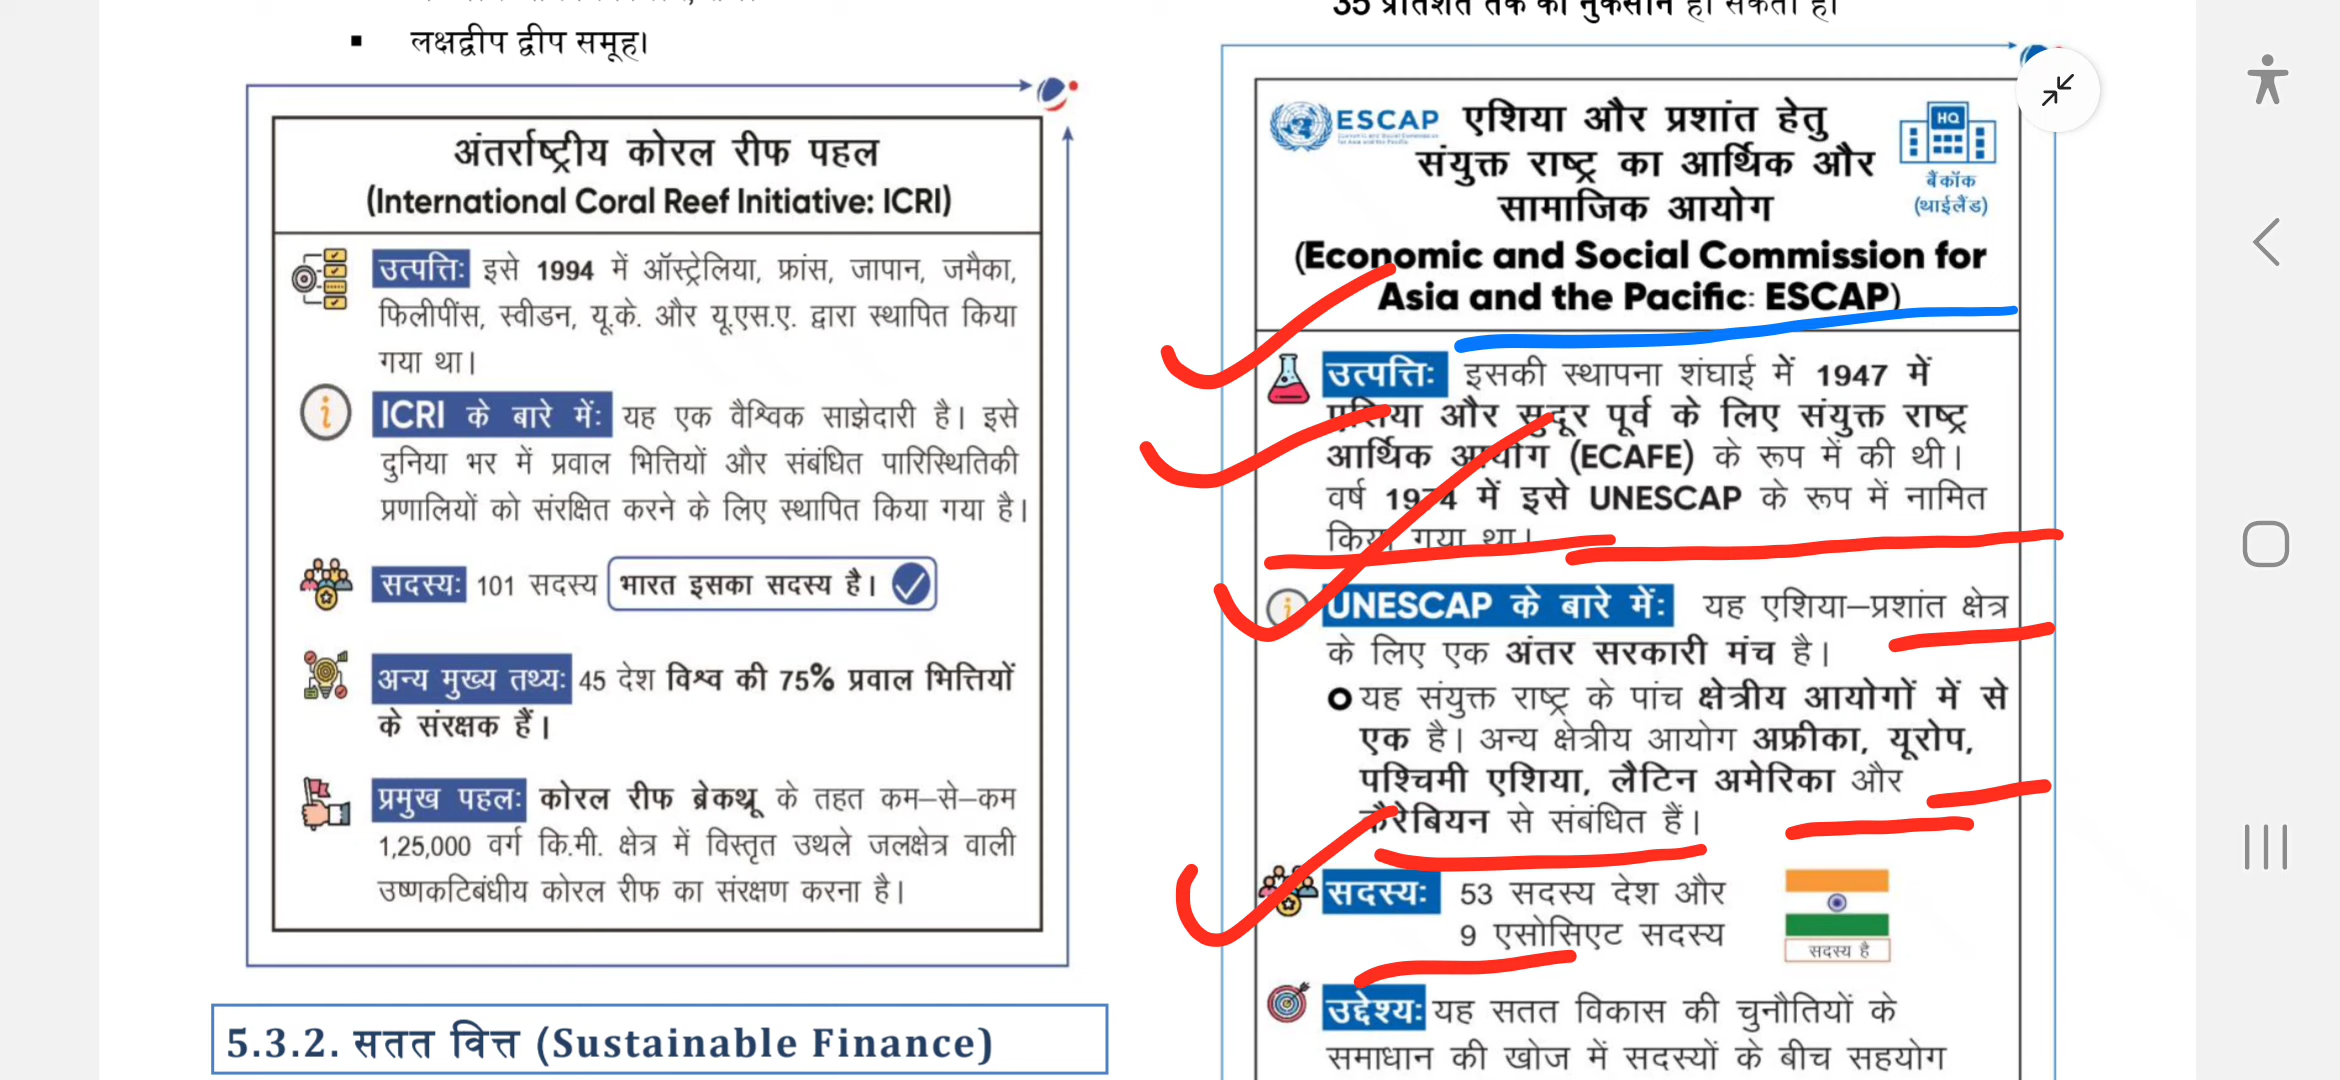 ▪ लक्षद्वीप द्वीप समूह।
अंतर्राष्ट्रीय कोरल रीफ पहल
(International Coral Reef Initiative: ICRI)
उत्पत्ति: इसे 1994 में ऑस्ट्रेलिया, फ्रांस, जापान, जमैका,
फिलीपींस, स्वीडन, यू.के. और यू.एस.ए. द्वारा स्थापित किया
गया था।
ICRI के बारे में: यह एक वैश्विक साझेदारी है। इसे
दुनिया भर में प्रवाल भित्तियों और संबंधित पारिस्थितिकी
प्रणालियों को संरक्षित करने के लिए स्थापित किया गया है।
सदस्य: 101 सदस्य भारत इसका सदस्य है।
अन्य मुख्य तथ्य: 45 देश विश्व की 75% प्रवाल भित्तियों
के संरक्षक हैं।
प्रमुख पहल: कोरल रीफ ब्रेकथ्रू के तहत कम–से–कम
1,25,000 वर्ग कि.मी. क्षेत्र में विस्तृत उथले जलक्षेत्र वाली
उष्णकटिबंधीय कोरल रीफ का संरक्षण करना है।
5.3.2. सतत वित्त (Sustainable Finance)
35 प्रतिशत तक का नुकसान हो सकता है।
ESCAP
एशिया और प्रशांत हेतु
संयुक्त राष्ट्र का आर्थिक और
सामाजिक आयोग
HQ
बैंकॉक
(थाईलैंड)
(Economic and Social Commission for
Asia and the Pacific: ESCAP)
उत्पत्ति: इसकी स्थापना शंघाई में 1947 में
एशिया और सुदूर पूर्व के लिए संयुक्त राष्ट्र
आर्थिक आयोग (ECAFE) के रूप में की थी।
वर्ष 1974 में इसे UNESCAP के रूप में नामित
किया गया था।
UNESCAP के बारे में: यह एशिया–प्रशांत क्षेत्र
के लिए एक अंतर सरकारी मंच है।
यह संयुक्त राष्ट्र के पांच क्षेत्रीय आयोगों में से
एक है। अन्य क्षेत्रीय आयोग अफ्रीका, यूरोप,
पश्चिमी एशिया, लैटिन अमेरिका और
कैरेबियन से संबंधित हैं।
सदस्य: 53 सदस्य देश और
9 एसोसिएट सदस्य
सदस्य है
उद्देश्य: यह सतत विकास की चुनौतियों के
समाधान की खोज में सदस्यों के बीच सहयोग